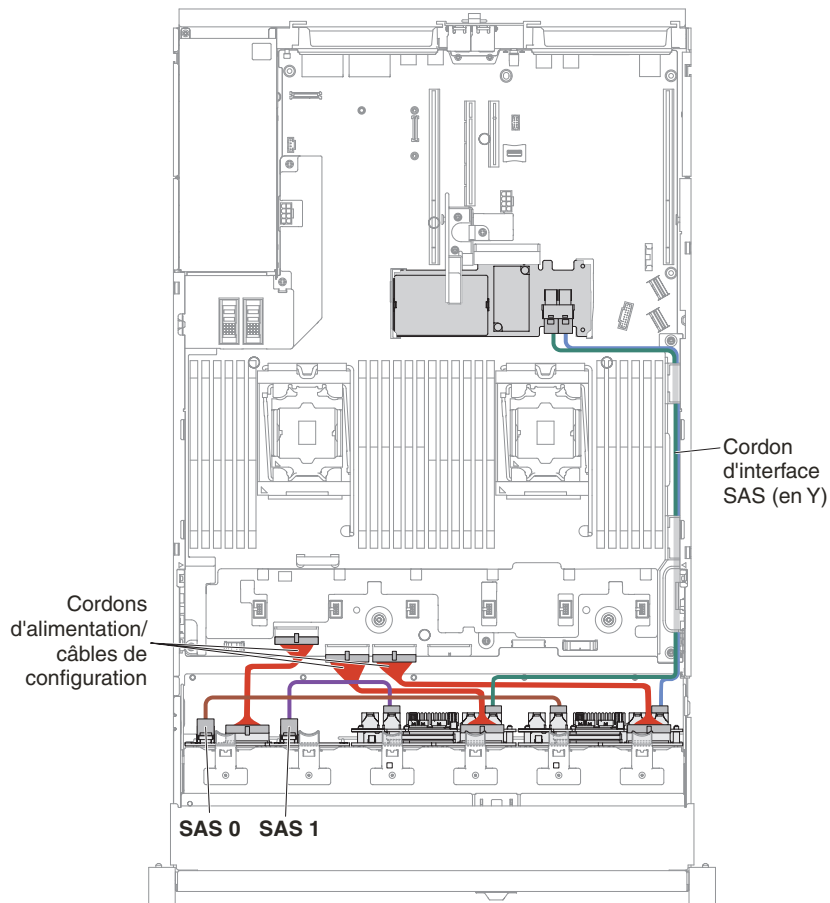 Cordon
d'interface
SAS (en Y)
Cordons
d'alimentation/
câbles de
configuration
SAS 0
SAS 1